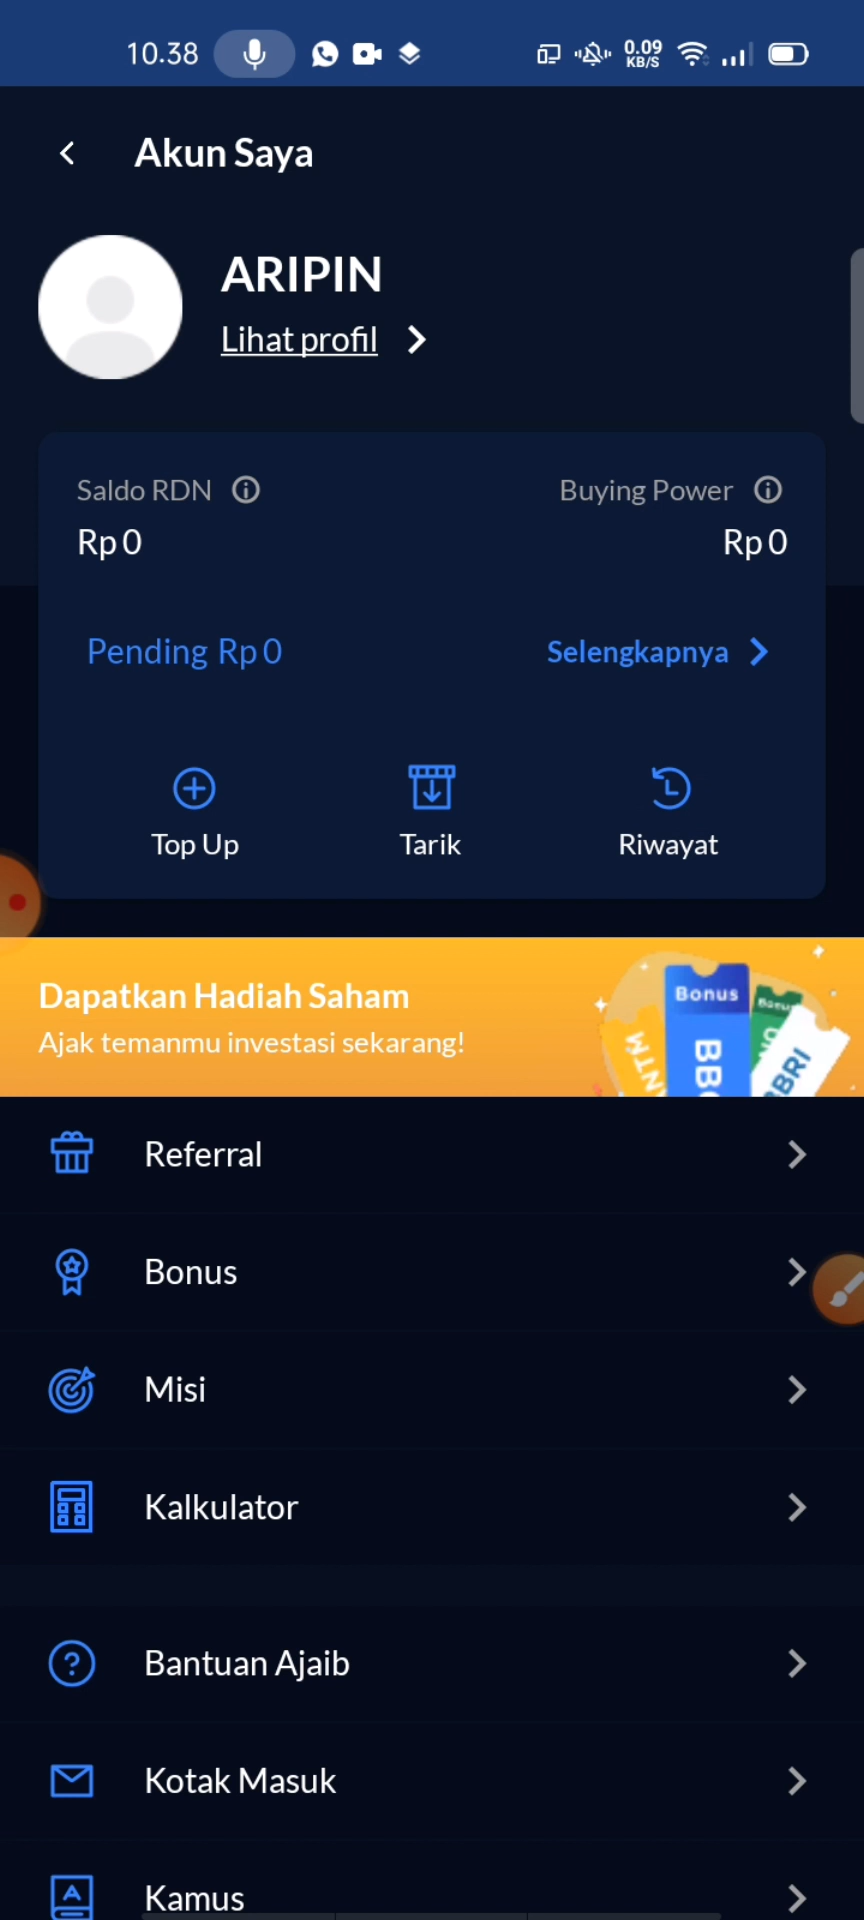 10.38
0.09
KB/S
Akun Saya
ARIPIN
Lihat profil
Saldo RDN
Buying Power
Rp 0
Rp 0
Pending Rp 0
Selengkapnya
Top Up
Tarik
Riwayat
Dapatkan Hadiah Saham
Ajak temanmu investasi sekarang!
Bonus
BBRI
Referral
Bonus
Misi
Kalkulator
Bantuan Ajaib
Kotak Masuk
Kamus